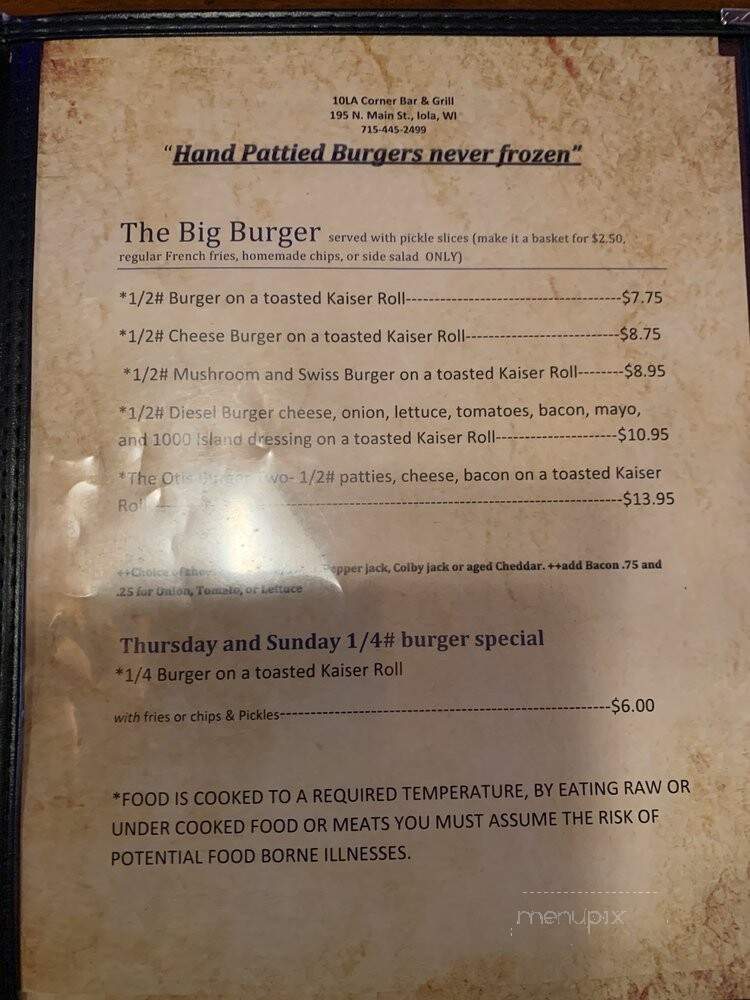 10LA Corner Bar & Grill
195 N. Main St., Iola, WI
715-445-2499
"Hand Pattied Burgers never frozen"
The Big Burger served with pickle slices (make it a basket for $2.50,
regular French fries, homemade chips, or side salad ONLY)
*1/2# Burger on a toasted Kaiser Roll------------------------------------$7.75
*1/2# Cheese Burger on a toasted Kaiser Roll--------------------------$8.75
*1/2# Mushroom and Swiss Burger on a toasted Kaiser Roll--------$8.95
*1/2# Diesel Burger cheese, onion, lettuce, tomatoes, bacon, mayo,
and 1000 Island dressing on a toasted Kaiser Roll--------------------$10.95
*The Otis Burger Two- 1/2# patties, cheese, bacon on a toasted Kaiser
Roll------------------------------------------------------------------------------$13.95
++Choice of Pepper jack, Colby jack or aged Cheddar. ++add Bacon .75 and
.25 for Onion, Tomato, or Lettuce
Thursday and Sunday 1/4# burger special
*1/4 Burger on a toasted Kaiser Roll
with fries or chips & Pickles-------------------------------------------------------$6.00
*FOOD IS COOKED TO A REQUIRED TEMPERATURE, BY EATING RAW OR
UNDER COOKED FOOD OR MEATS YOU MUST ASSUME THE RISK OF
POTENTIAL FOOD BORNE ILLNESSES.
menupix